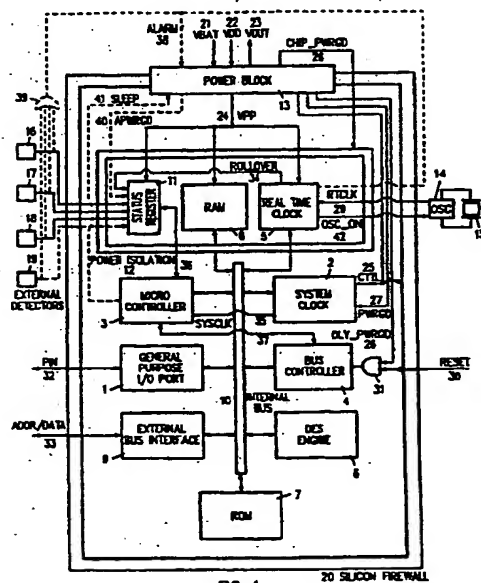 21 22 23
VBAT VDD VOUT
ALARM
38
CHIP_PWRGD
26
POWER BLOCK
13
41 SLEEP
40 APWRGD
24 VPP
39
16
17
18
19
EXTERNAL
DETECTORS
ROLLOVER
34
11
STATUS
REGISTER
RAM
REAL TIME
CLOCK
5
RTCLK
29
OSC_ON
42
14
OSC
15
POWER ISOLATION
12
36
2
MICRO
CONTROLLER
3
SYSTEM
CLOCK
25
CTTL
27
PWRGD
SYSCLK
35
37
DLY_PWRGD
PIN
32
GENERAL
PURPOSE
I/O PORT
1
BUS
CONTROLLER
4
31
RESET
30
10
INTERNAL
BUS
ADDR/DATA
33
EXTERNAL
BUS INTERFACE
9
DES
ENGINE
ROM
7
20 SILICON FIREWALL